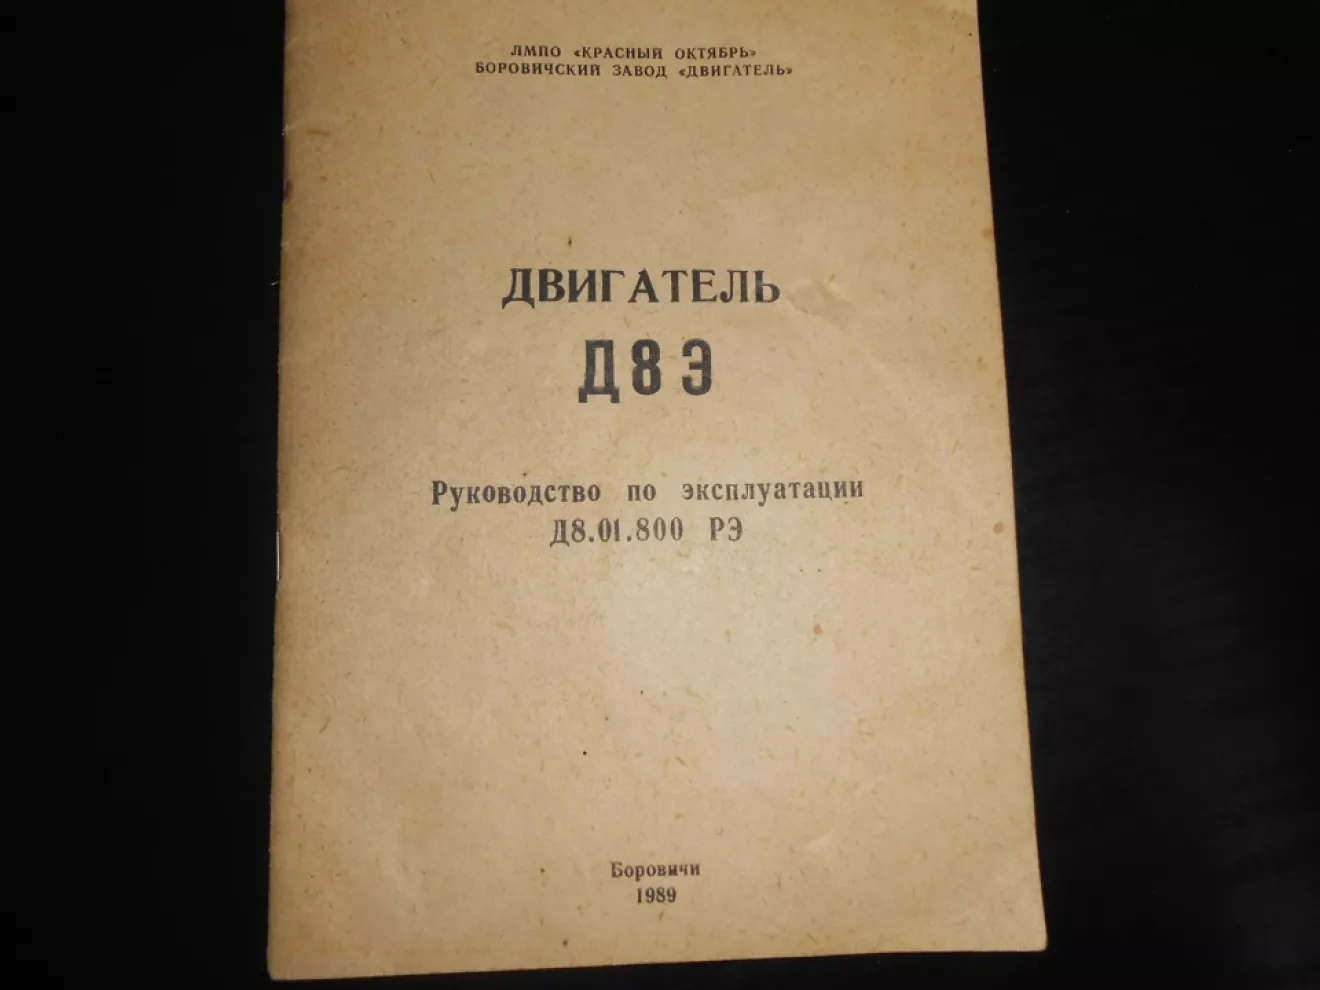 ЛМПО «КРАСНЫЙ ОКТЯБРЬ»
БОРОВИЧСКИЙ ЗАВОД «ДВИГАТЕЛЬ»
ДВИГАТЕЛЬ
Д8Э
Руководство по эксплуатации
Д8.01.800 РЭ
Боровичи
1989